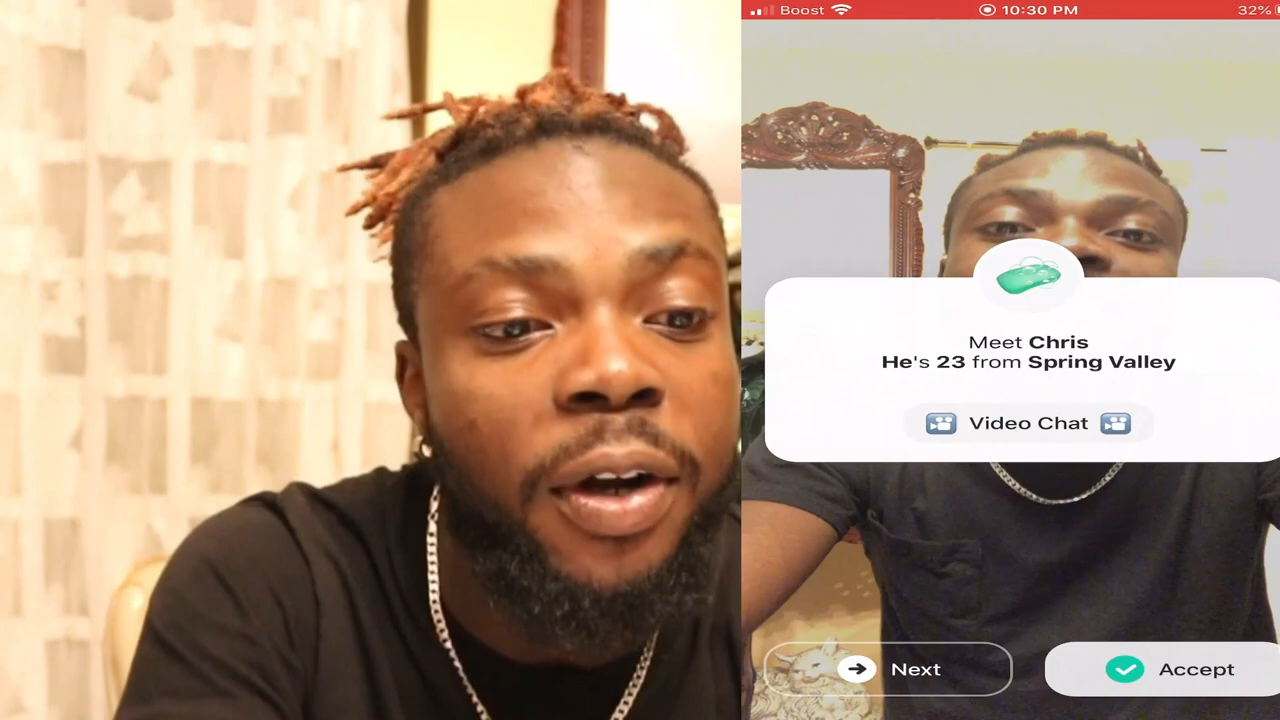 Boost 10:30 PM 32%
Meet Chris
He's 23 from Spring Valley
Video Chat
Next
Accept